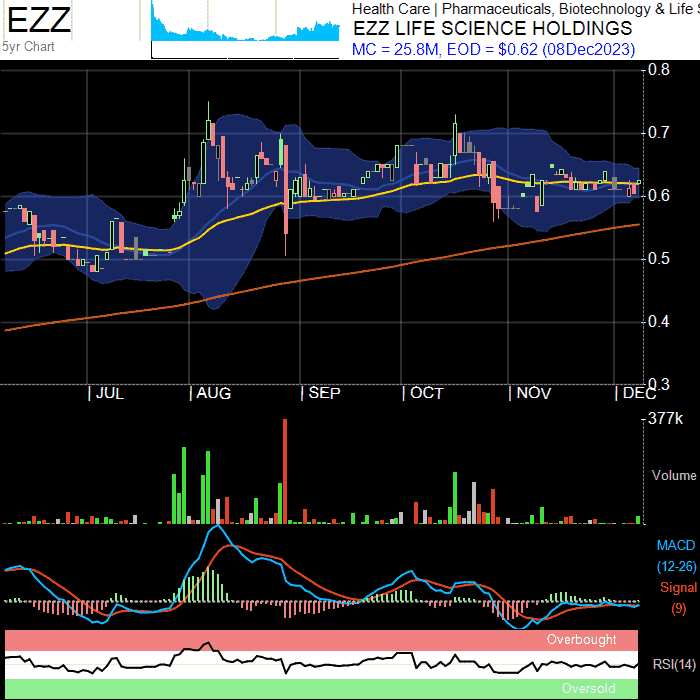 EZZ
5yr Chart
Health Care | Pharmaceuticals, Biotechnology & Life S
EZZ LIFE SCIENCE HOLDINGS
MC = 25.8M, EOD = $0.62 (08Dec2023)
0.8
0.7
0.6
0.5
0.4
0.3
| JUL | AUG | SEP | OCT | NOV | DEC
377k
Volume
MACD
(12-26)
Signal
(9)
Overbought
RSI(14)
Oversold